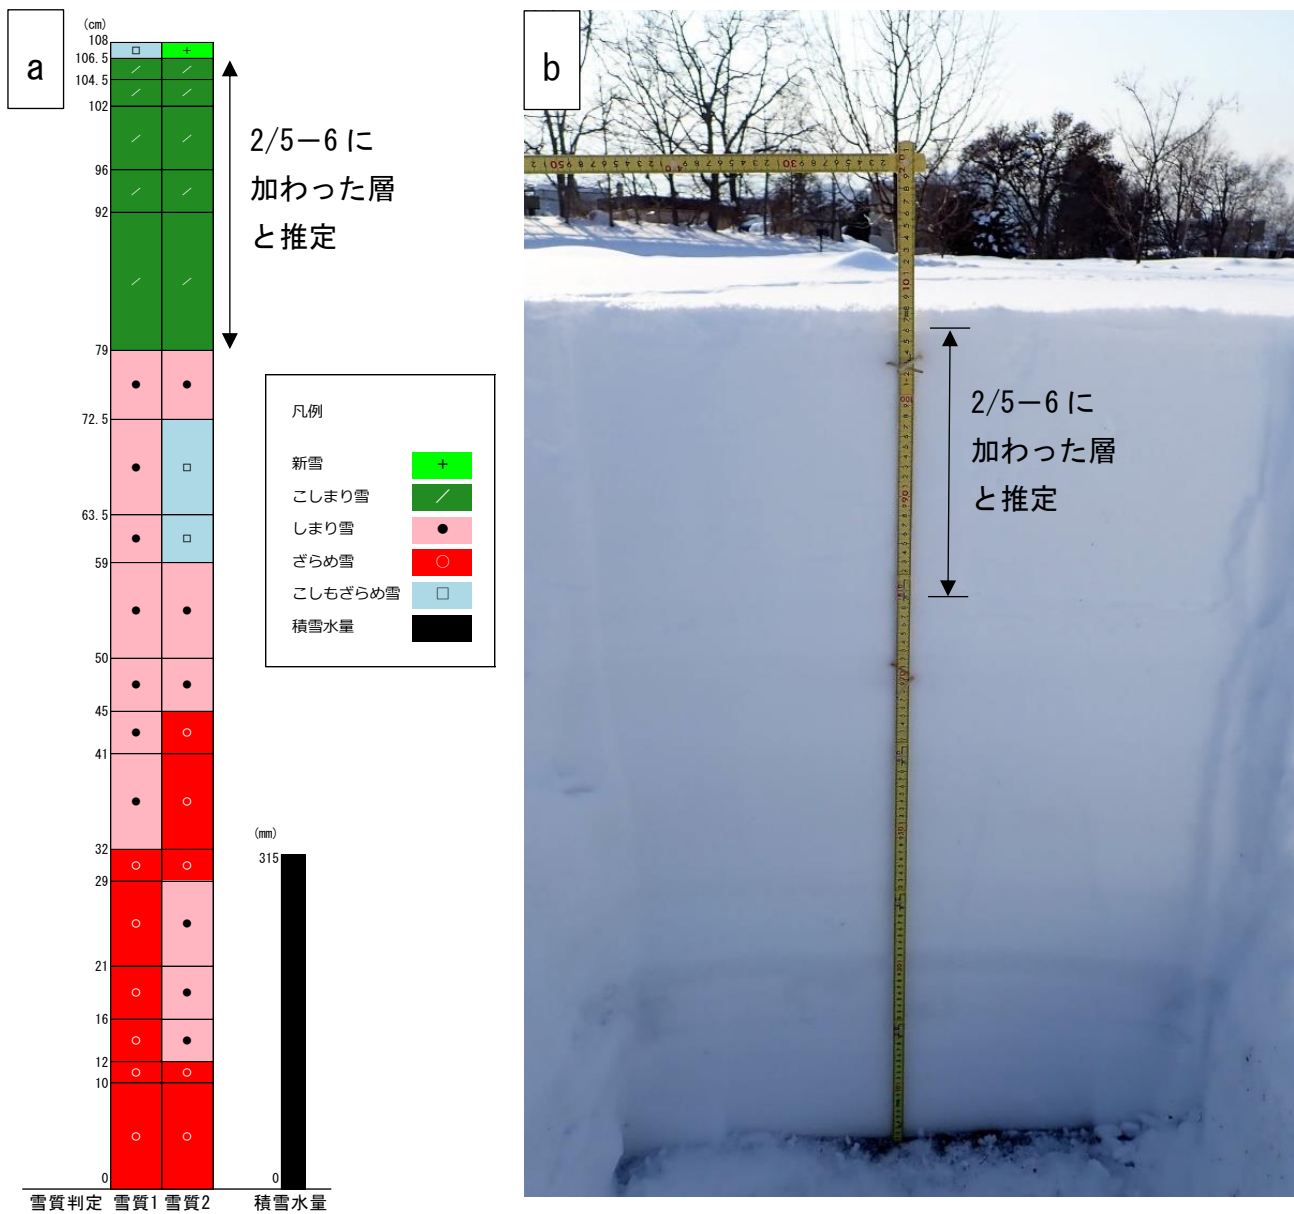 a
(cm)
108
106.5
104.5
102
96
92
79
72.5
63.5
59
50
45
41
32
29
21
16
12
10
0
2/5−6に
加わった層
と推定
凡例
新雪
こしまり雪
しまり雪
ざらめ雪
こしもざらめ雪
積雪水量
(mm)
315
0
雪質判定 雪質1 雪質2 積雪水量
b
2/5−6に
加わった層
と推定